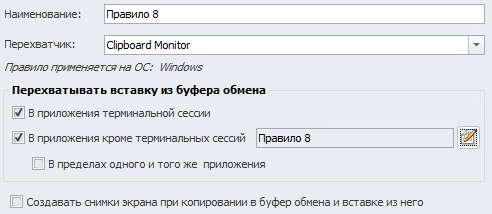 Наименование: Правило 8
Перехватчик: Clipboard Monitor
Правило применяется на ОС: Windows
Перехватывать вставку из буфера обмена
В приложения терминальной сессии
В приложения кроме терминальных сессий Правило 8
В пределах одного и того же приложения
Создавать снимки экрана при копировании в буфер обмена и вставке из него